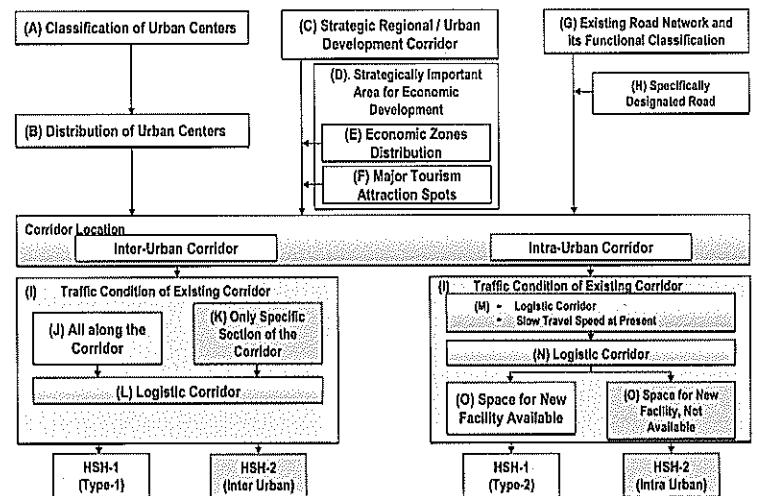 (A) Classification of Urban Centers
(B) Distribution of Urban Centers
(C) Strategic Regional / Urban
Development Corridor
(D). Strategically Important
Area for Economic
Development
(E) Economic Zones
Distribution
(F) Major Tourism
Attraction Spots
(G) Existing Road Network and
its Functional Classification
(H) Specifically
Designated Road
Corridor Location
Inter-Urban Corridor
Intra-Urban Corridor
(I) Traffic Condition of Existing Corridor
(J) All along the
Corridor
(K) Only Specific
Section of the
Corridor
(L) Logistic Corridor
HSH-1
(Type-1)
HSH-2
(Inter Urban)
(I) Traffic Condition of Existing Corridor
(M) • Logistic Corridor
• Slow Travel Speed at Present
(N) Logistic Corridor
(O) Space for New
Facility Available
(O) Space for New
Facility, Not
Available
HSH-1
(Type-2)
HSH-2
(Intra Urban)